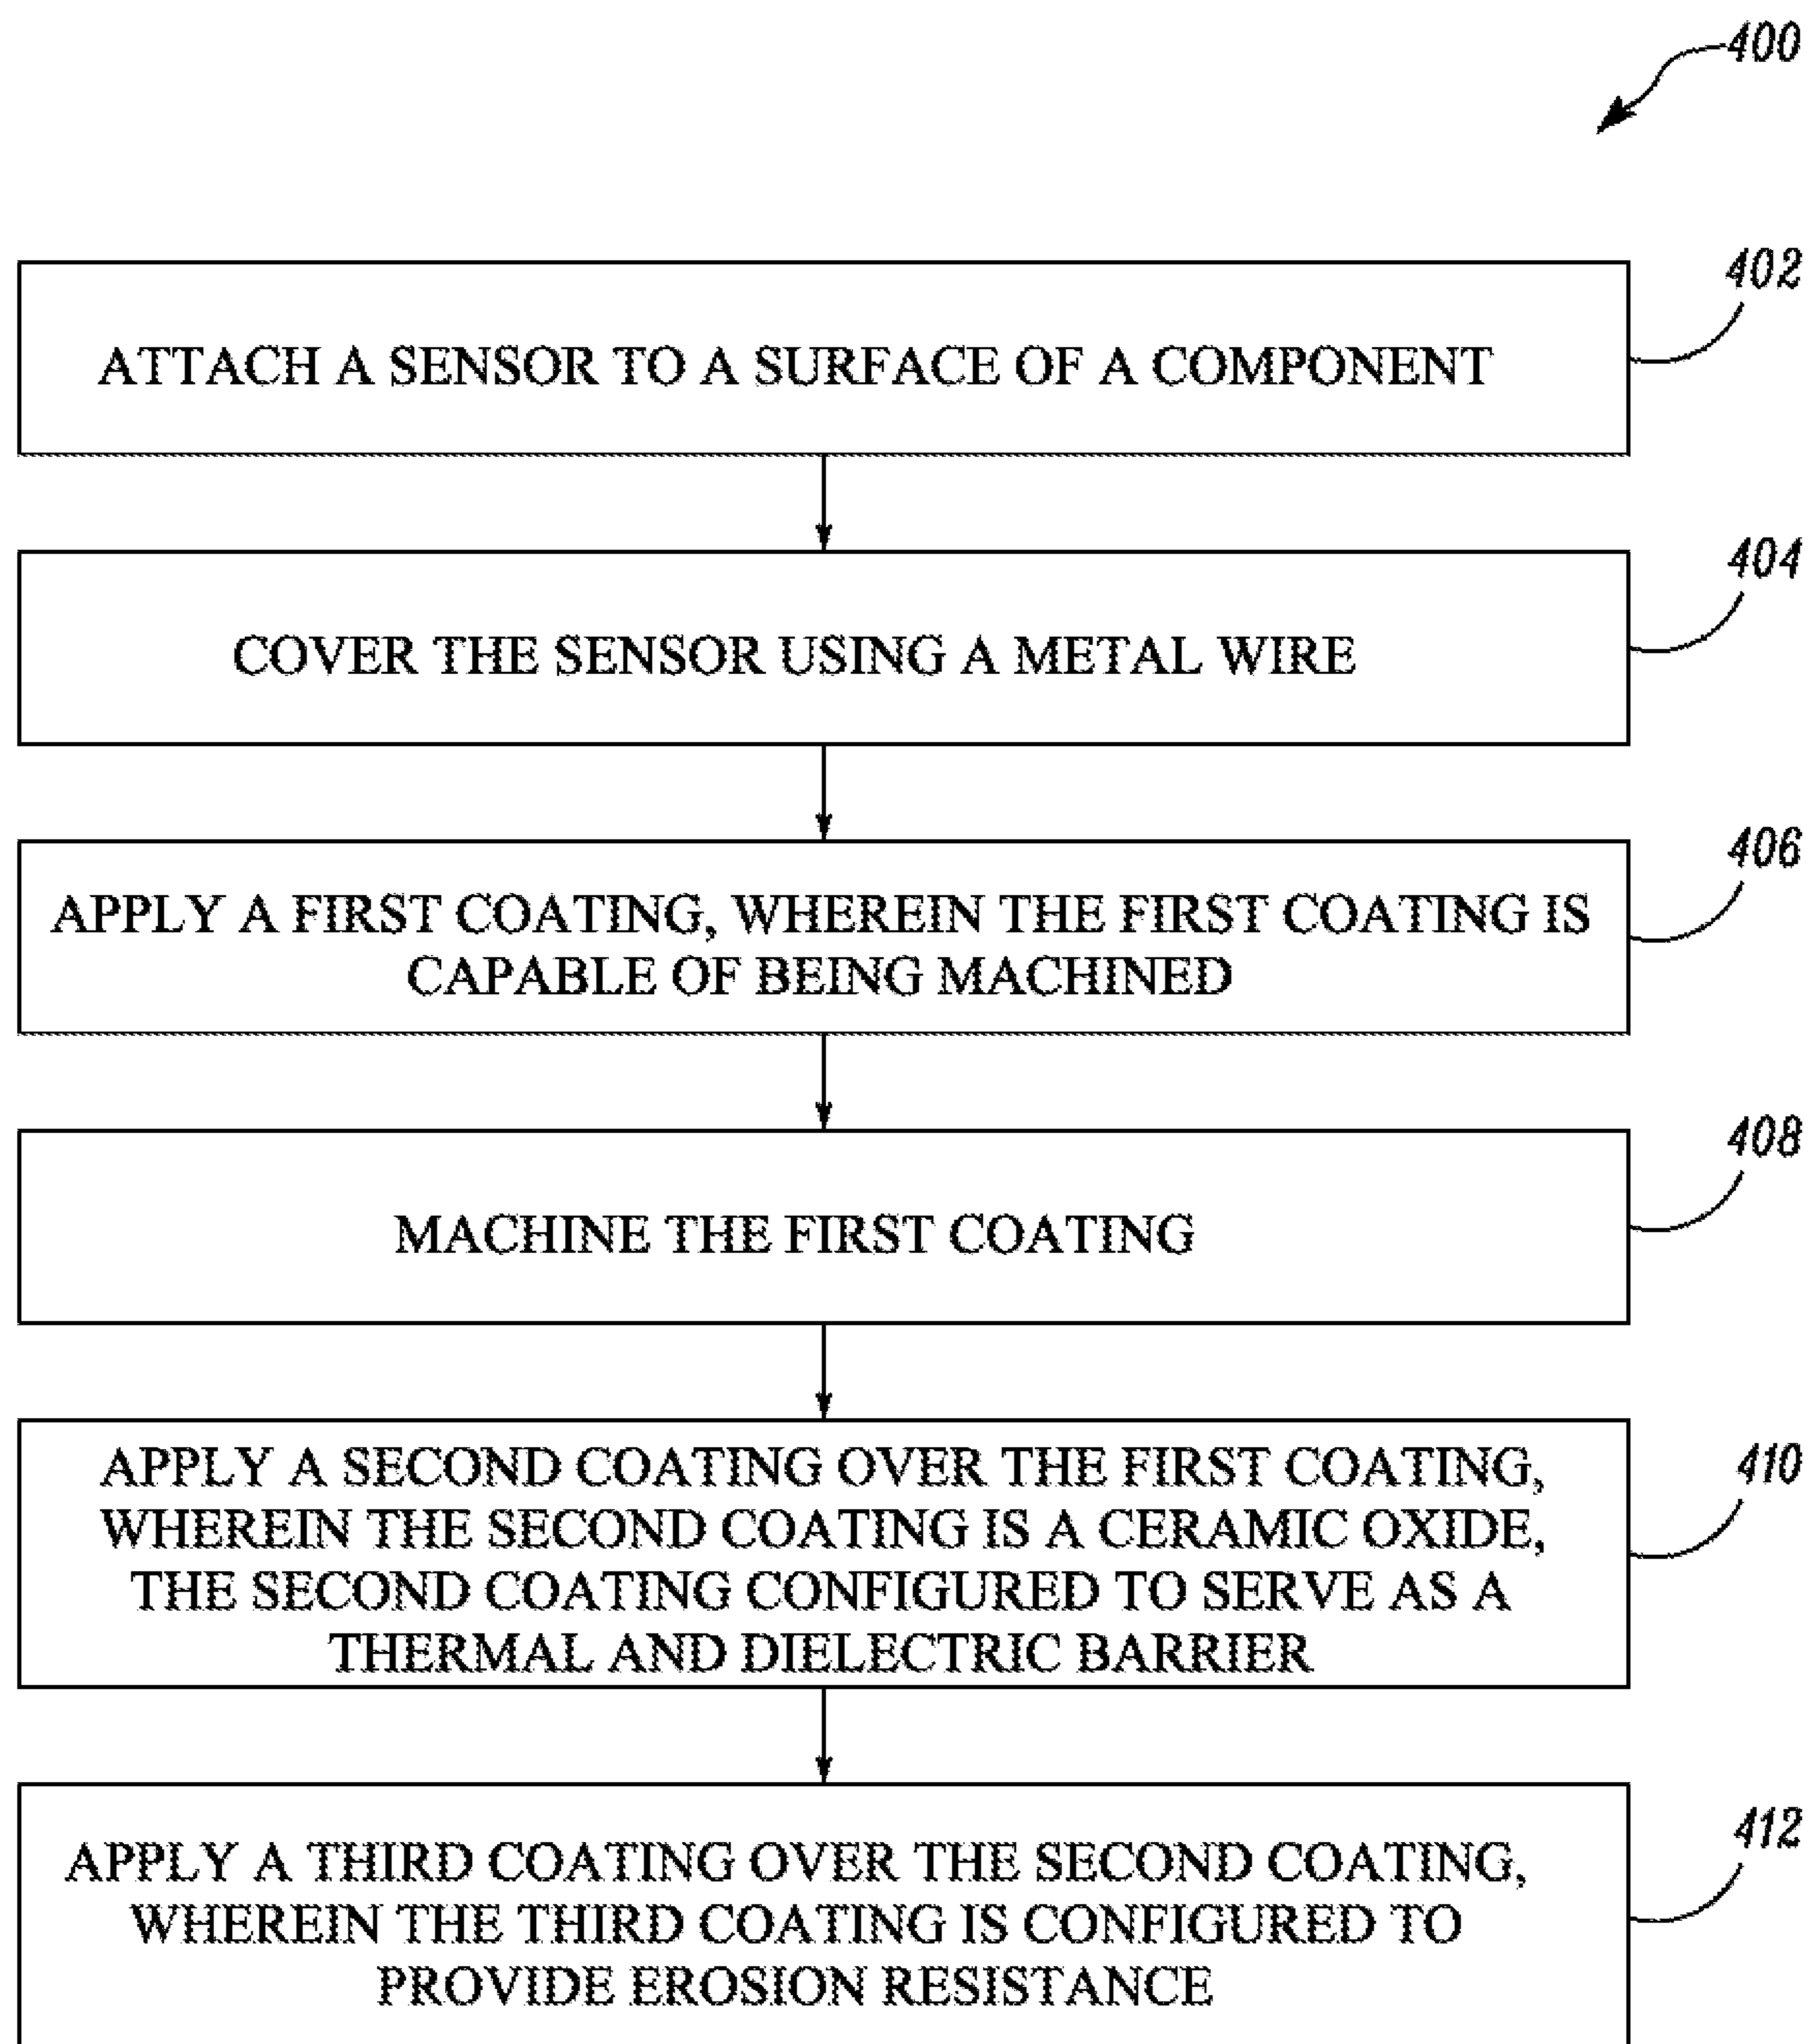 400
402
ATTACH A SENSOR TO A SURFACE OF A COMPONENT
404
COVER THE SENSOR USING A METAL WIRE
406
APPLY A FIRST COATING, WHEREIN THE FIRST COATING IS
CAPABLE OF BEING MACHINED
408
MACHINE THE FIRST COATING
410
APPLY A SECOND COATING OVER THE FIRST COATING,
WHEREIN THE SECOND COATING IS A CERAMIC OXIDE,
THE SECOND COATING CONFIGURED TO SERVE AS A
THERMAL AND DIELECTRIC BARRIER
412
APPLY A THIRD COATING OVER THE SECOND COATING,
WHEREIN THE THIRD COATING IS CONFIGURED TO
PROVIDE EROSION RESISTANCE